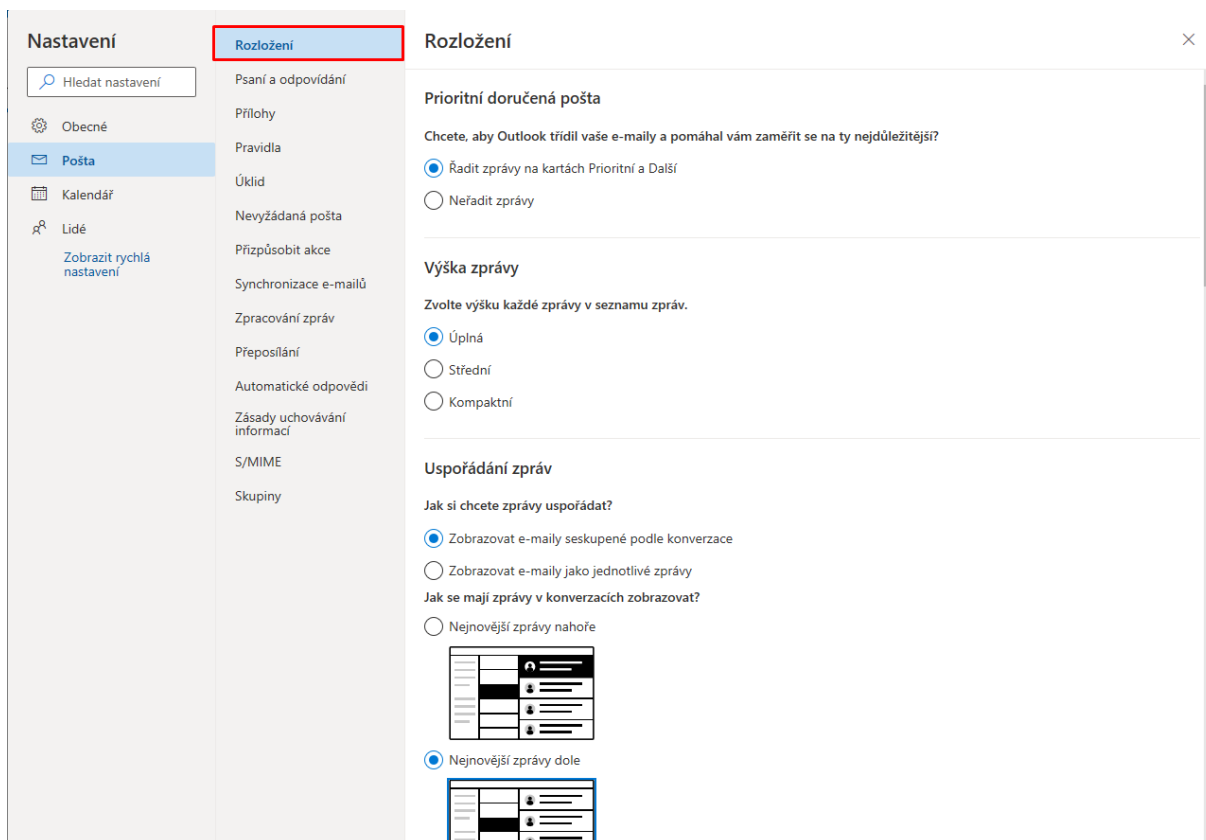 Nastavení
Hledat nastavení
Obecné
Pošta
Kalendář
Lidé
Zobrazit rychlá
nastavení
Rozložení
Psaní a odpovídání
Přílohy
Pravidla
Úklid
Nevyžádaná pošta
Přizpůsobit akce
Synchronizace e-mailů
Zpracování zpráv
Přeposílání
Automatické odpovědi
Zásady uchovávání
informací
S/MIME
Skupiny
Rozložení
Prioritní doručená pošta
Chcete, aby Outlook třídil vaše e-maily a pomáhal vám zaměřit se na ty nejdůležitější?
Řadit zprávy na kartách Prioritní a Další
Neřadit zprávy
Výška zprávy
Zvolte výšku každé zprávy v seznamu zpráv.
Úplná
Střední
Kompaktní
Uspořádání zpráv
Jak si chcete zprávy uspořádat?
Zobrazovat e-maily seskupené podle konverzace
Zobrazovat e-maily jako jednotlivé zprávy
Jak se mají zprávy v konverzacích zobrazovat?
Nejnovější zprávy nahoře
Nejnovější zprávy dole